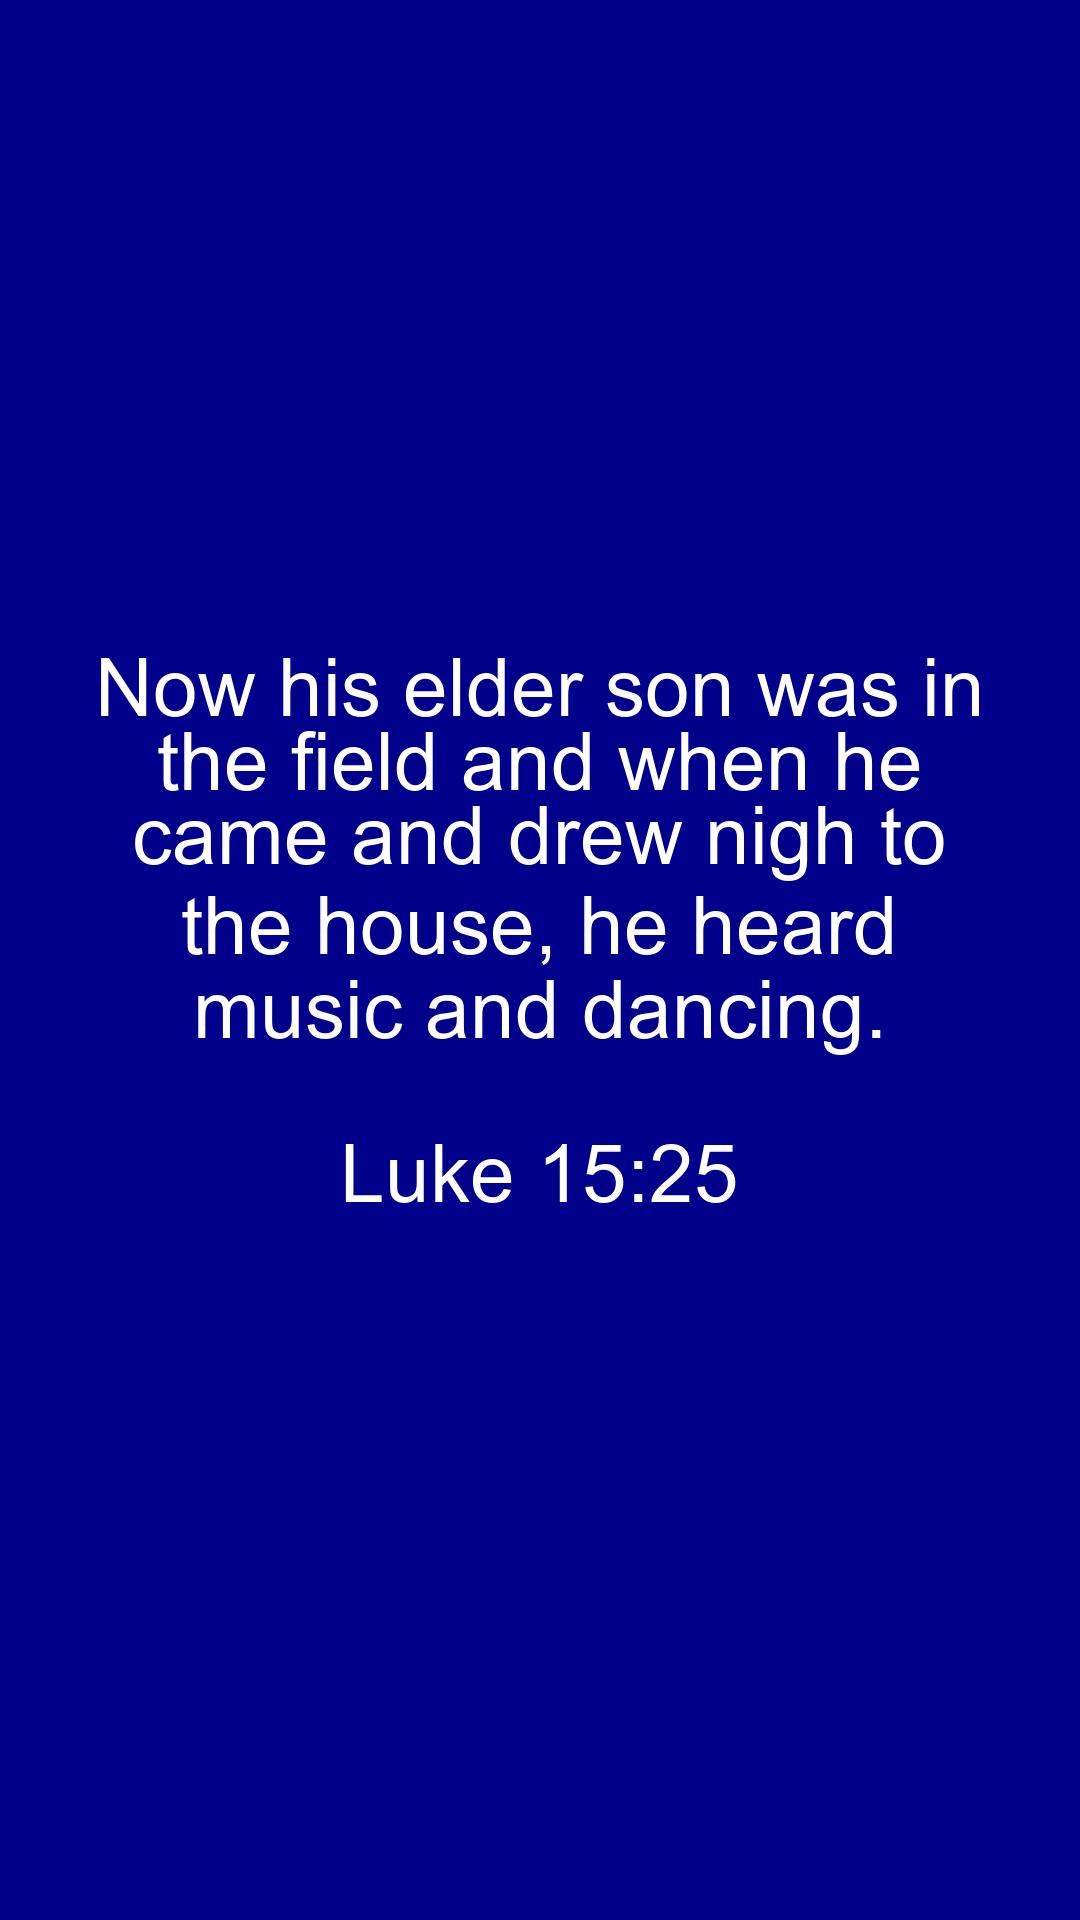 Now his elder son was in
the field and when he
came and drew nigh to
the house, he heard
music and dancing.
Luke 15:25